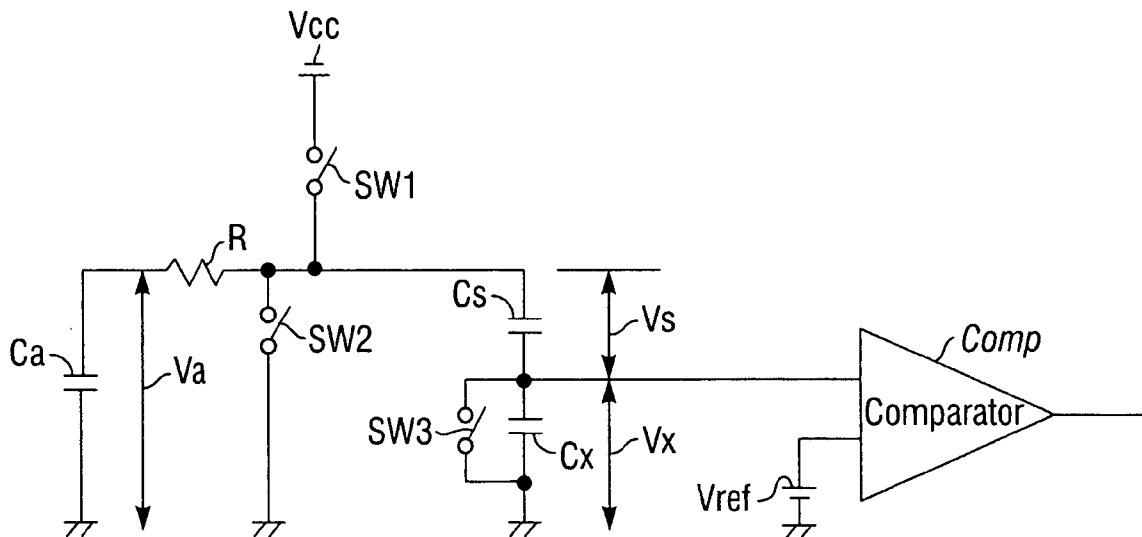 Vcc
SW1
R
Cs
Vs
SW2
Comp
Ca
Va
Comparator
SW3
Cx
Vx
Vref